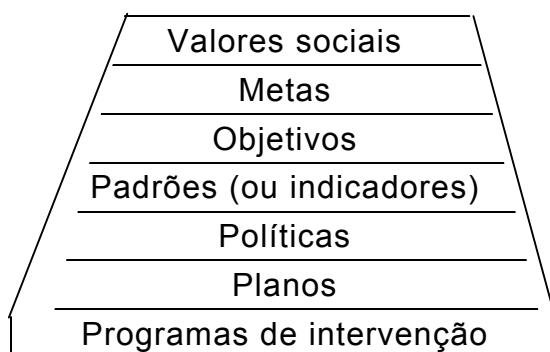 Valores sociais
Metas
Objetivos
Padrões (ou indicadores)
Políticas
Planos
Programas de intervenção